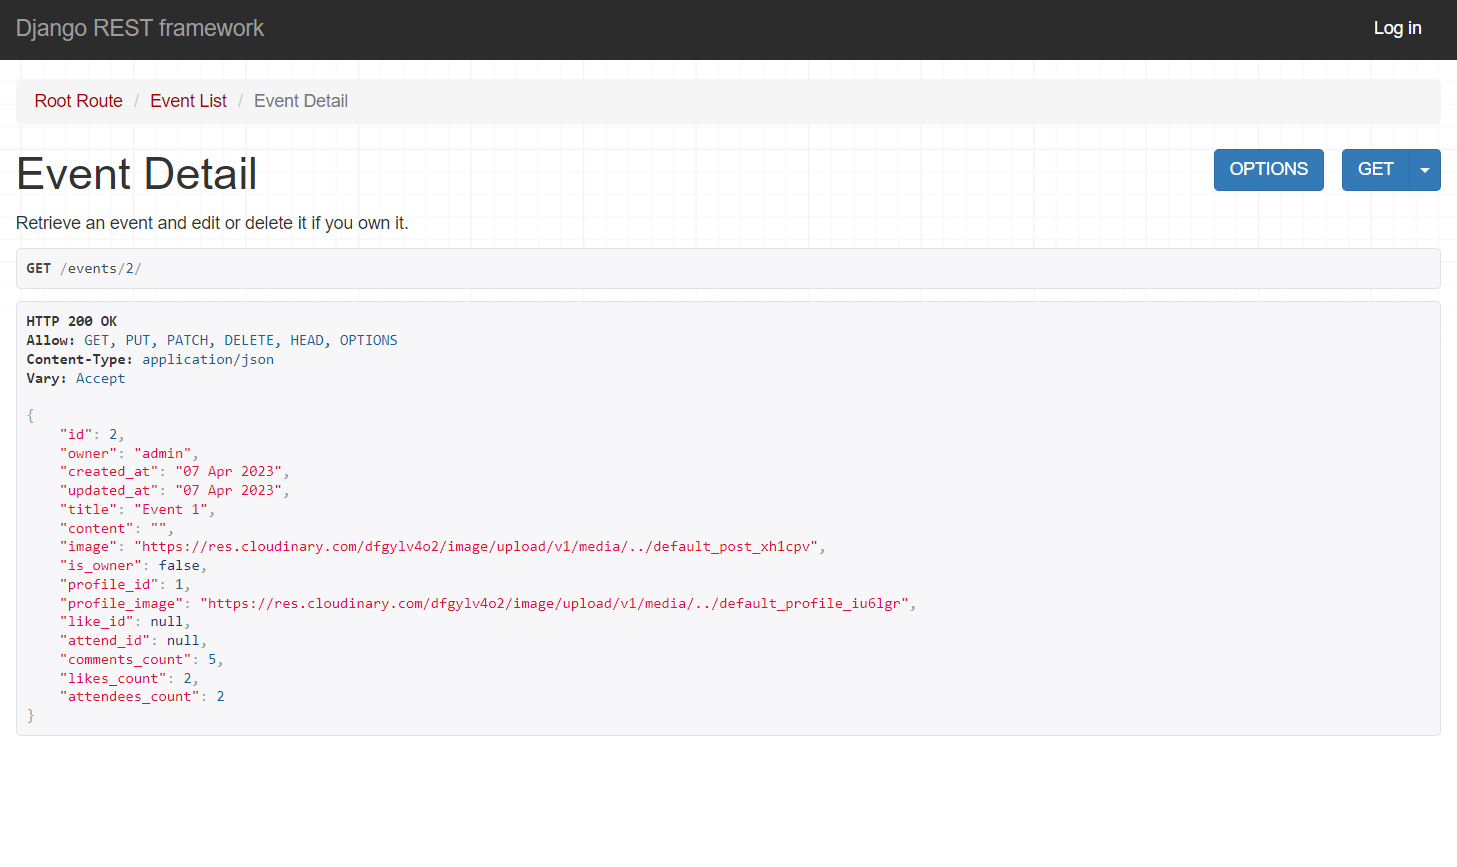 Django REST framework
Log in
Root Route / Event List / Event Detail
Event Detail
OPTIONS
GET
Retrieve an event and edit or delete it if you own it.
GET /events/2/
HTTP 200 OK
Allow: GET, PUT, PATCH, DELETE, HEAD, OPTIONS
Content-Type: application/json
Vary: Accept
{
    "id": 2,
    "owner": "admin",
    "created_at": "07 Apr 2023",
    "updated_at": "07 Apr 2023",
    "title": "Event 1",
    "content": "",
    "image": "https://res.cloudinary.com/dfgylv4o2/image/upload/v1/media/../default_post_xh1cpv",
    "is_owner": false,
    "profile_id": 1,
    "profile_image": "https://res.cloudinary.com/dfgylv4o2/image/upload/v1/media/../default_profile_iu6lgr",
    "like_id": null,
    "attend_id": null,
    "comments_count": 5,
    "likes_count": 2,
    "attendees_count": 2
}